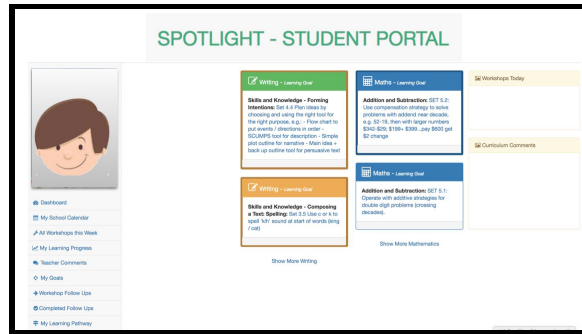 SPOTLIGHT - STUDENT PORTAL
Dashboard
My School Calendar
All Workshops this Week
My Learning Progress
Teacher Comments
My Goals
Workshop Follow Ups
Completed Follow Ups
My Learning Pathway
Writing - Learning Goal
Skills and Knowledge - Forming
Intentions: Set 4.4 Plan ideas by
choosing and using the right tool for
the right purpose, e.g.: - Flow chart to
put events / directions in order -
SCUMPS tool for description - Simple
plot outline for narrative - Main idea +
back up outline tool for persuasive text
Writing - Learning Goal
Skills and Knowledge - Composing
a Text: Spelling: Set 3.5 Use c or k to
spell 'k/h' sound at start of words (king
/ cat)
Show More Writing
Maths - Learning Goal
Addition and Subtraction: SET 5.2:
Use compensation strategy to solve
problems with addend near decade,
e.g. 52-19, then with larger numbers
$342-$29; $199+ $399...pay $600 get
$2 change
Maths - Learning Goal
Addition and Subtraction: SET 5.1:
Operate with additive strategies for
double digit problems (crossing
decades).
Show More Mathematics
Workshops Today
Curriculum Comments